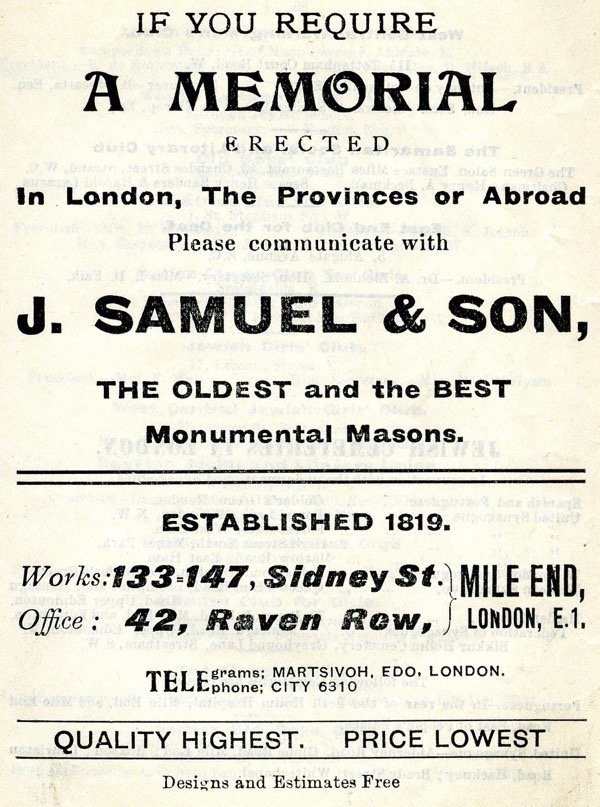 IF YOU REQUIRE
A MEMORIAL
ERECTED
In London, The Provinces or Abroad
Please communicate with
J. SAMUEL & SON,
THE OLDEST and the BEST
Monumental Masons.
ESTABLISHED 1819.
Works: 133-147, Sidney St. } MILE END,
Office: 42, Raven Row, } LONDON, E.1.
TELEgrams; MARTSIVOH, EDO, LONDON.
phone; CITY 6310
QUALITY HIGHEST. PRICE LOWEST
Designs and Estimates Free